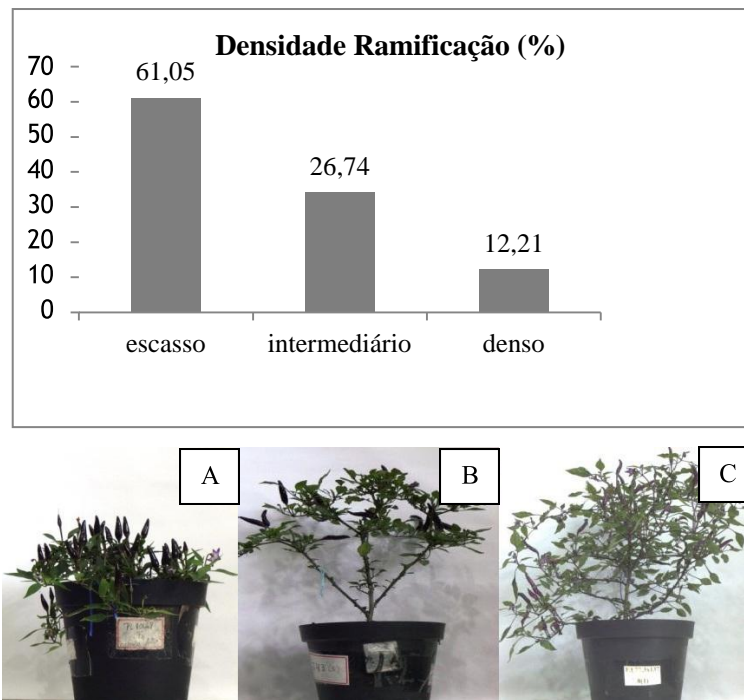 Densidade Ramificação (%)
70
60
50
40
30
20
10
0
61,05
26,74
12,21
escasso
intermediário
denso
A
B
C